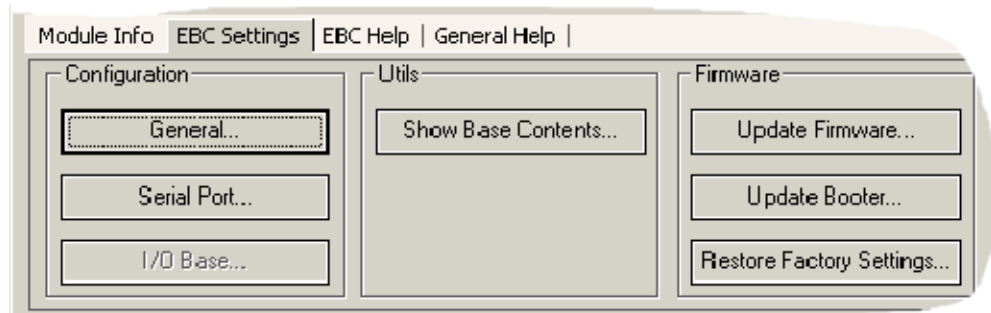 Module Info EBC Settings EBC Help General Help
Configuration
General...
Serial Port...
I/O Base...
Utils
Show Base Contents...
Firmware
Update Firmware...
Update Booter...
Restore Factory Settings...